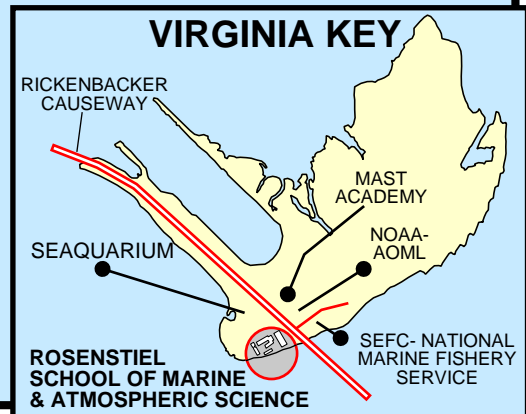 VIRGINIA KEY
RICKENBACKER
CAUSEWAY
MAST
ACADEMY
NOAA-
AOML
SEAQUARIUM
SEFC- NATIONAL
MARINE FISHERY
SERVICE
ROSENSTIEL
SCHOOL OF MARINE
& ATMOSPHERIC SCIENCE